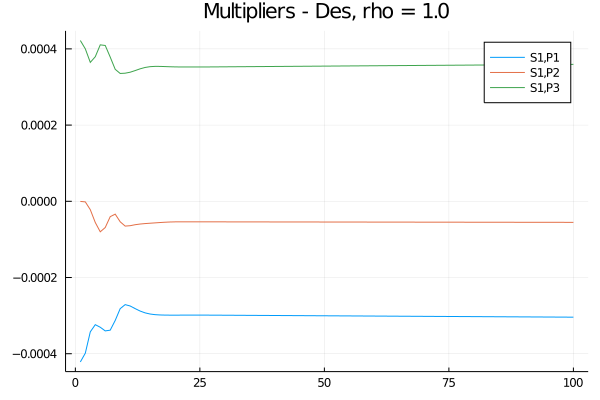 Multipliers - Des, rho = 1.0
0.0004
0.0002
0.0000
−0.0002
−0.0004
S1,P1
S1,P2
S1,P3
0 25 50 75 100